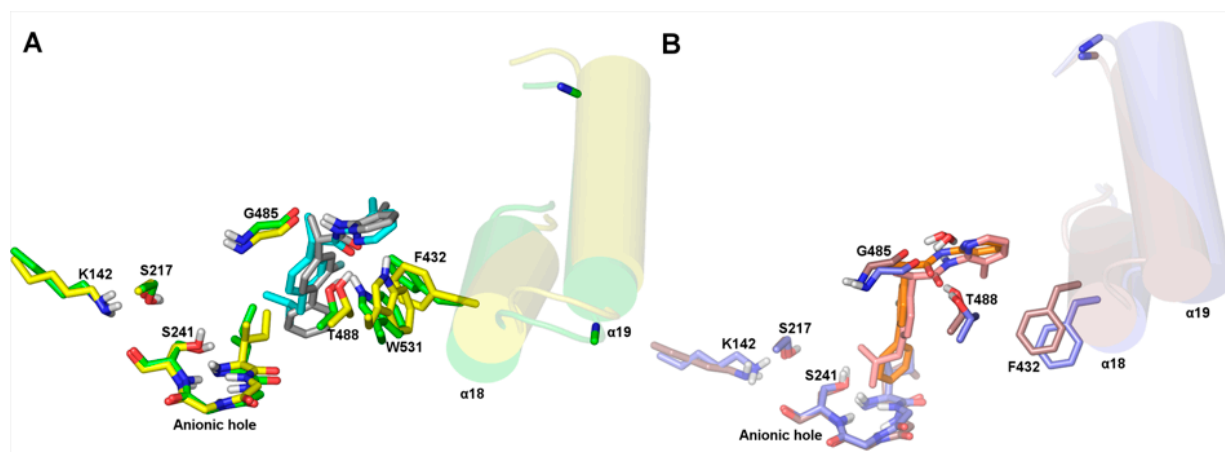 A
G485
K142
S217
S241
F432
T488
W531
α19
α18
Anionic hole
B
G485
T488
S217
K142
S241
F432
α18
α19
Anionic hole